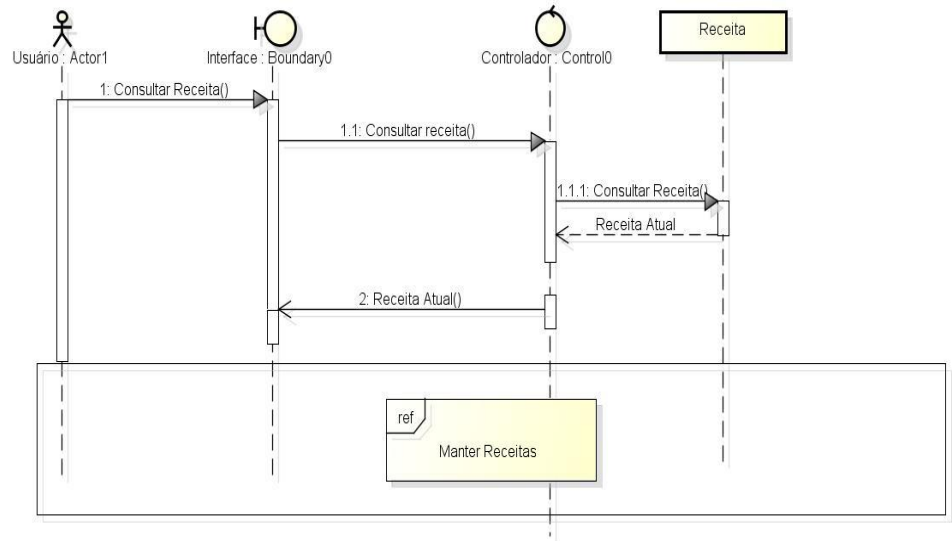 Usuário : Actor1
Interface : Boundary0
Controlador : Control0
Receita
1: Consultar Receita()
1.1: Consultar receita()
1.1.1: Consultar Receita()
Receita Atual
2: Receita Atual()
ref
Manter Receitas